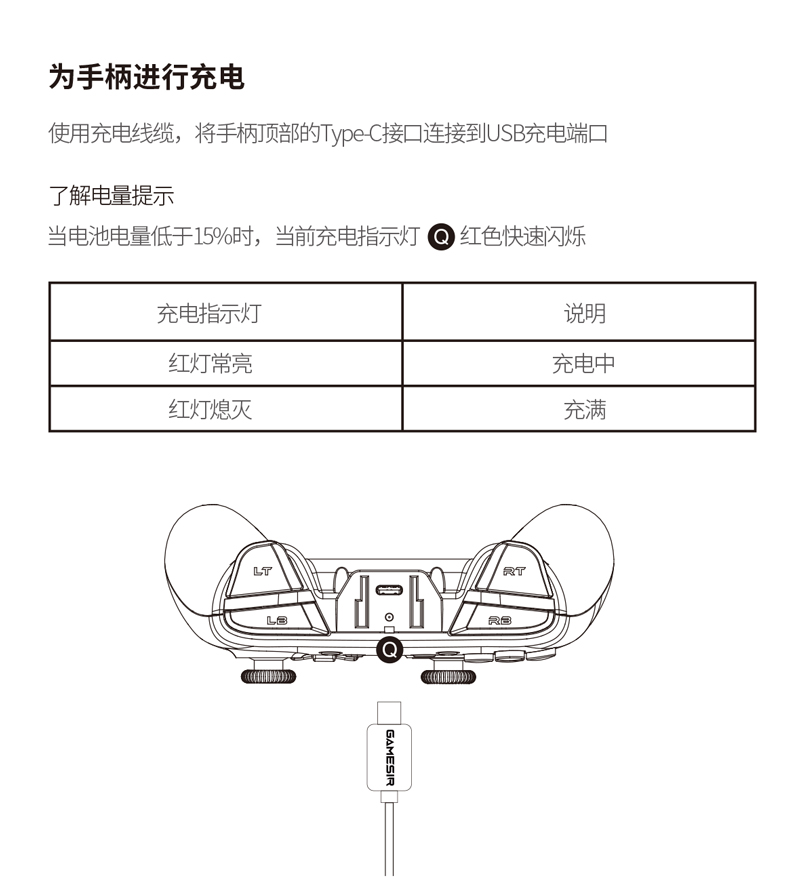 为手柄进行充电
使用充电线缆，将手柄顶部的Type-C接口连接到USB充电端口
了解电量提示
当电池电量低于15%时，当前充电指示灯 Q 红色快速闪烁
充电指示灯 说明
红灯常亮 充电中
红灯熄灭 充满
LT RT
LB RB
Q
GAMESIR